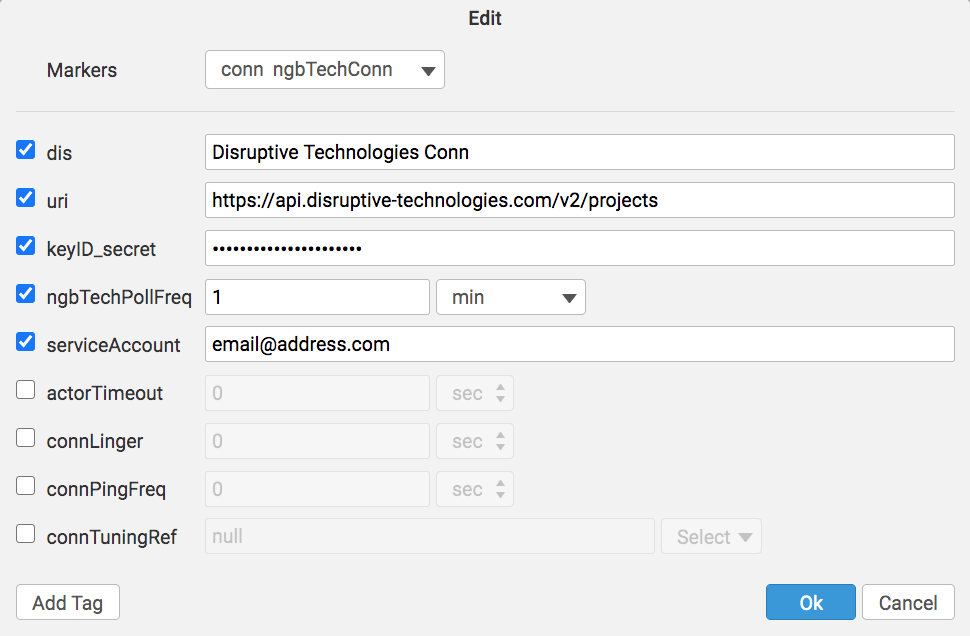 Edit
Markers conn ngbTechConn
dis Disruptive Technologies Conn
uri https://api.disruptive-technologies.com/v2/projects
keyID_secret ••••••••••••••••••••••
ngbTechPollFreq 1 min
serviceAccount email@address.com
actorTimeout 0 sec
connLinger 0 sec
connPingFreq 0 sec
connTuningRef null Select
Add Tag Ok Cancel